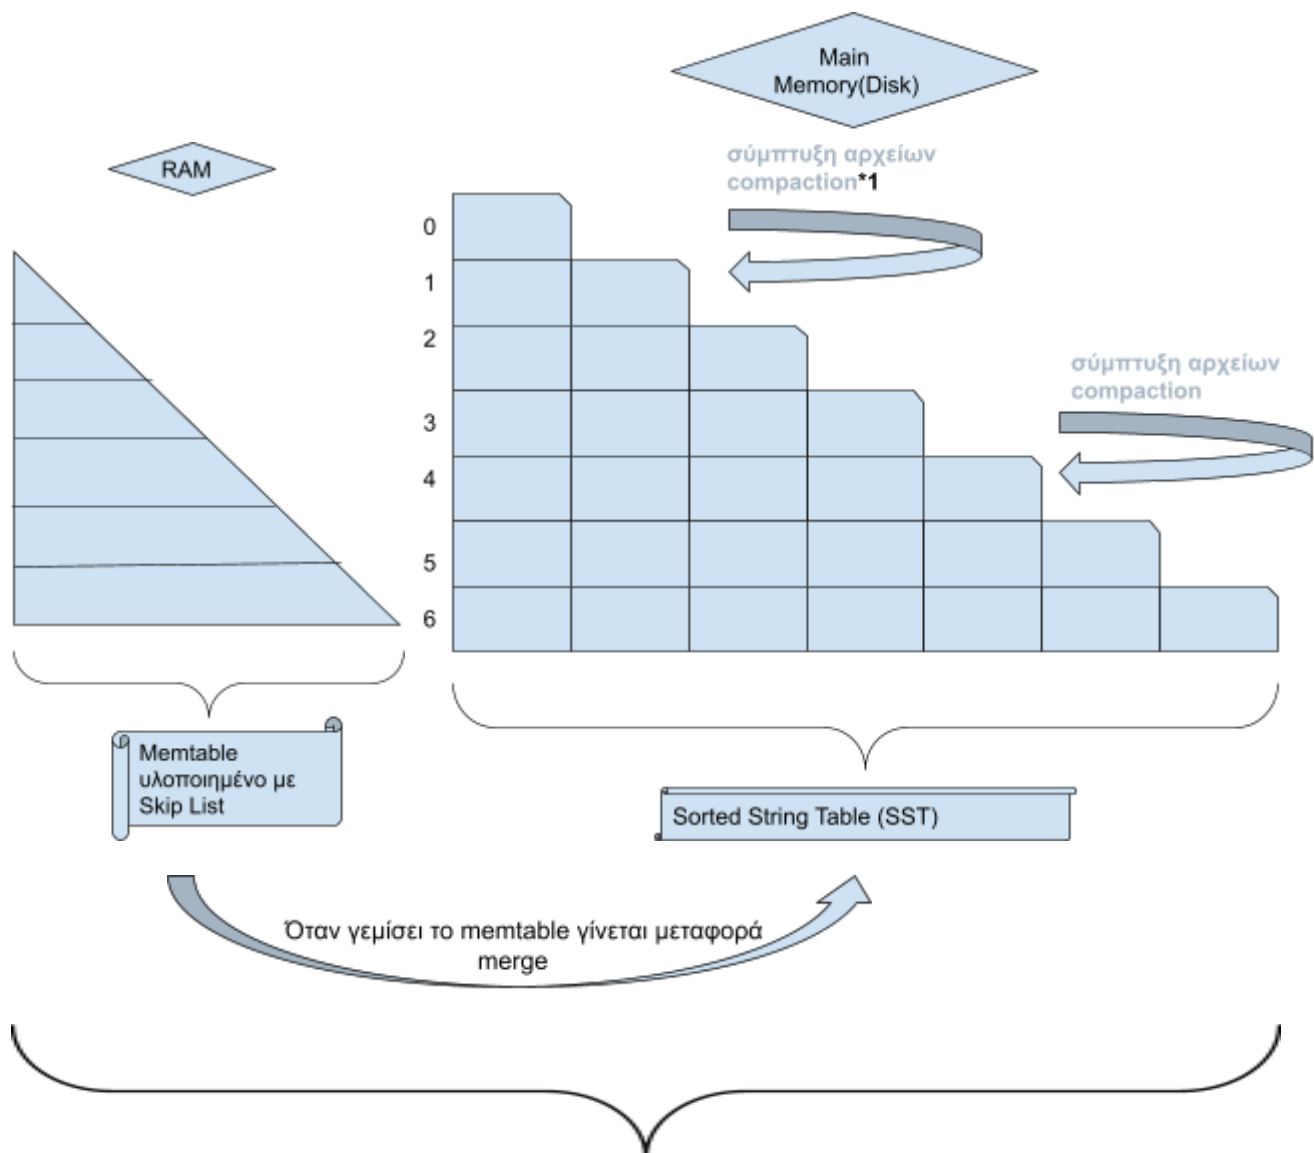 Main
Memory(Disk)
RAM
σύμπτυξη αρχείων
compaction*1
0
1
2
3
4
5
6
σύμπτυξη αρχείων
compaction
Memtable
υλοποιημένο με
Skip List
Sorted String Table (SST)
Όταν γεμίσει το memtable γίνεται μεταφορά
merge